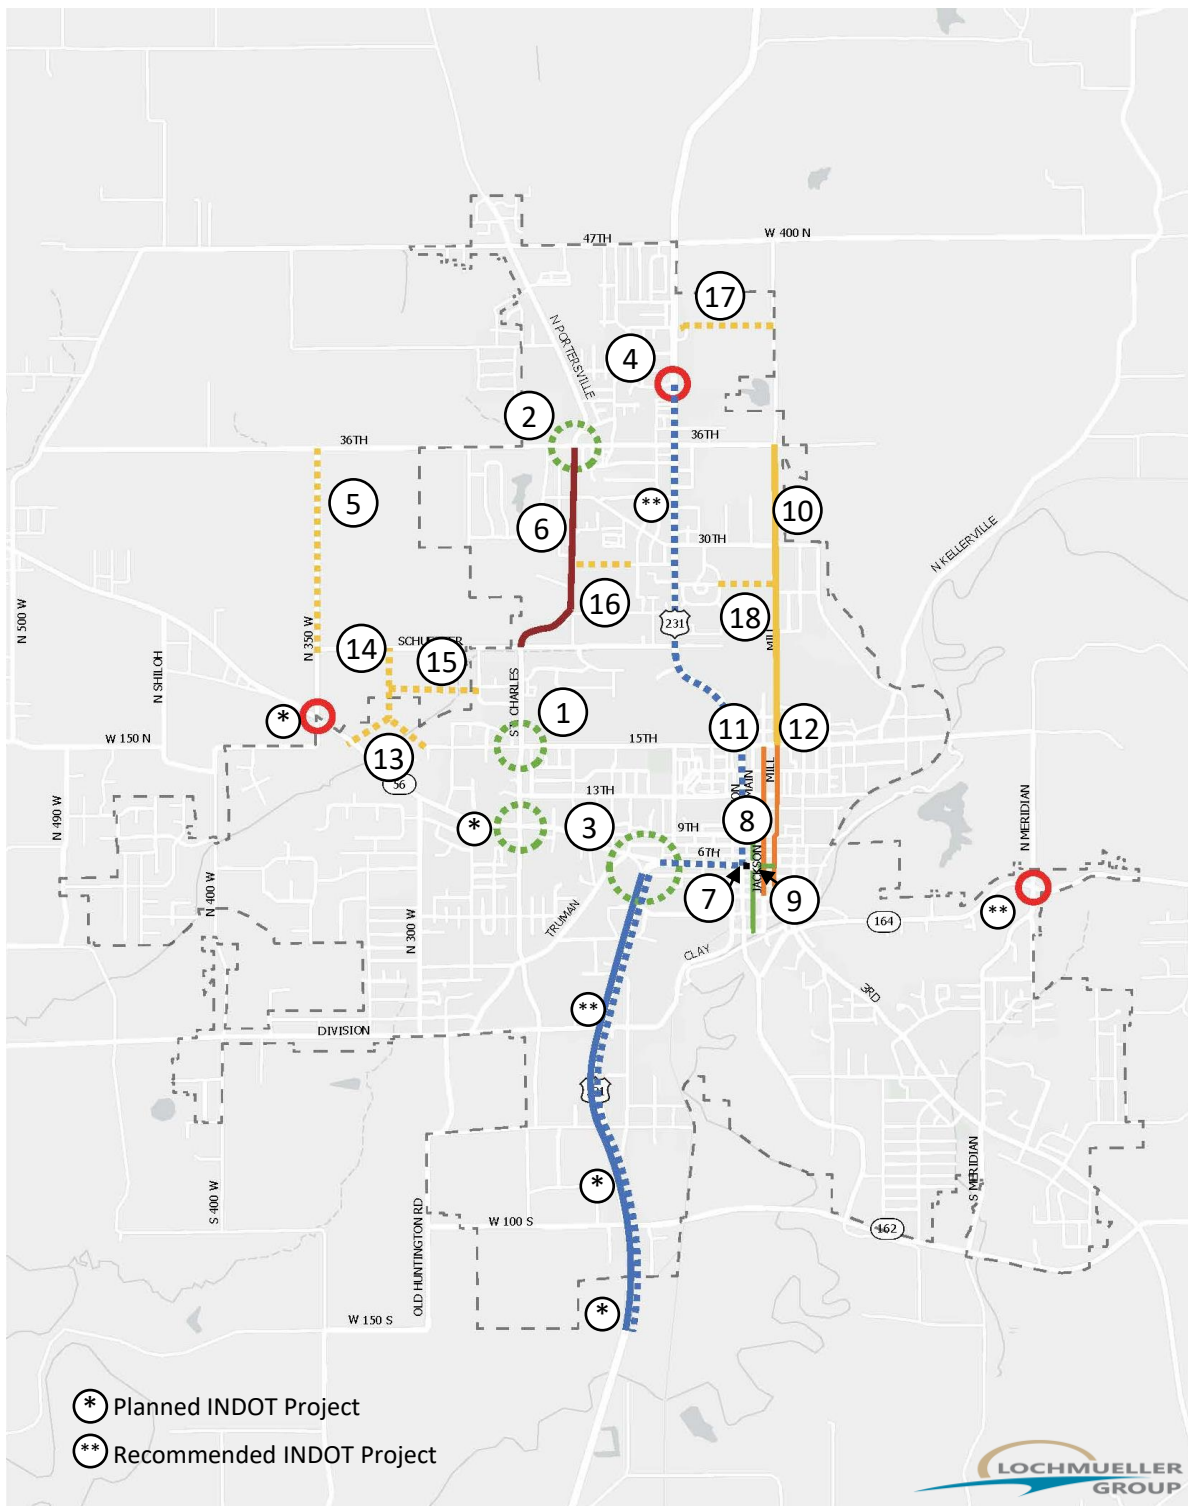 47TH
W 400 N
17
N PORTERSVILLE
4
2
36TH
36TH
5
6
**
10
30TH
N KELLERVILLE
16
18
231
N 500 W
N 350 W
14
15
MILL
N SHILOH
*
1
S ST CHARLES
11
12
W 150 N
13
15TH
56
MAIN
MILL
13TH
N 490 W
*
3
9TH
8
6TH
JACKSON
N MERIDIAN
7
9
N 400 W
**
164
TRUMAN
N 300 W
CLAY
3RD
**
DIVISION
S 400 W
*
S MERIDIAN
W 100 S
162
OLD HUNTINGTON RD
*
W 150 S
* Planned INDOT Project
** Recommended INDOT Project
LOCHMUELLER
GROUP